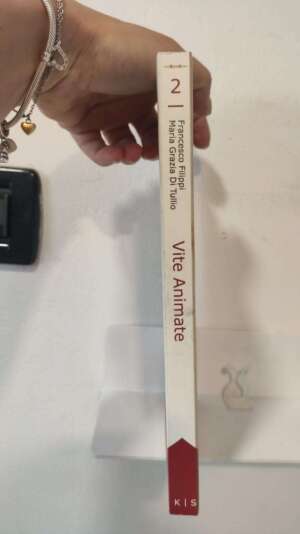 2
Francesco Filippi
Maria Grazia Di Tullio
Vite Animate
K | S